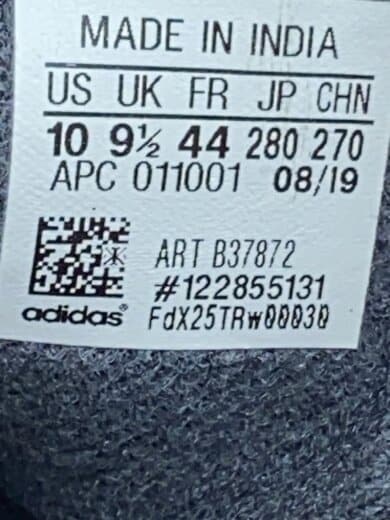 MADE IN INDIA
US UK FR JP CHN
10 9½ 44 280 270
APC 011001 08/19
ART B37872
#122855131
adidas® FdX25TRw00030